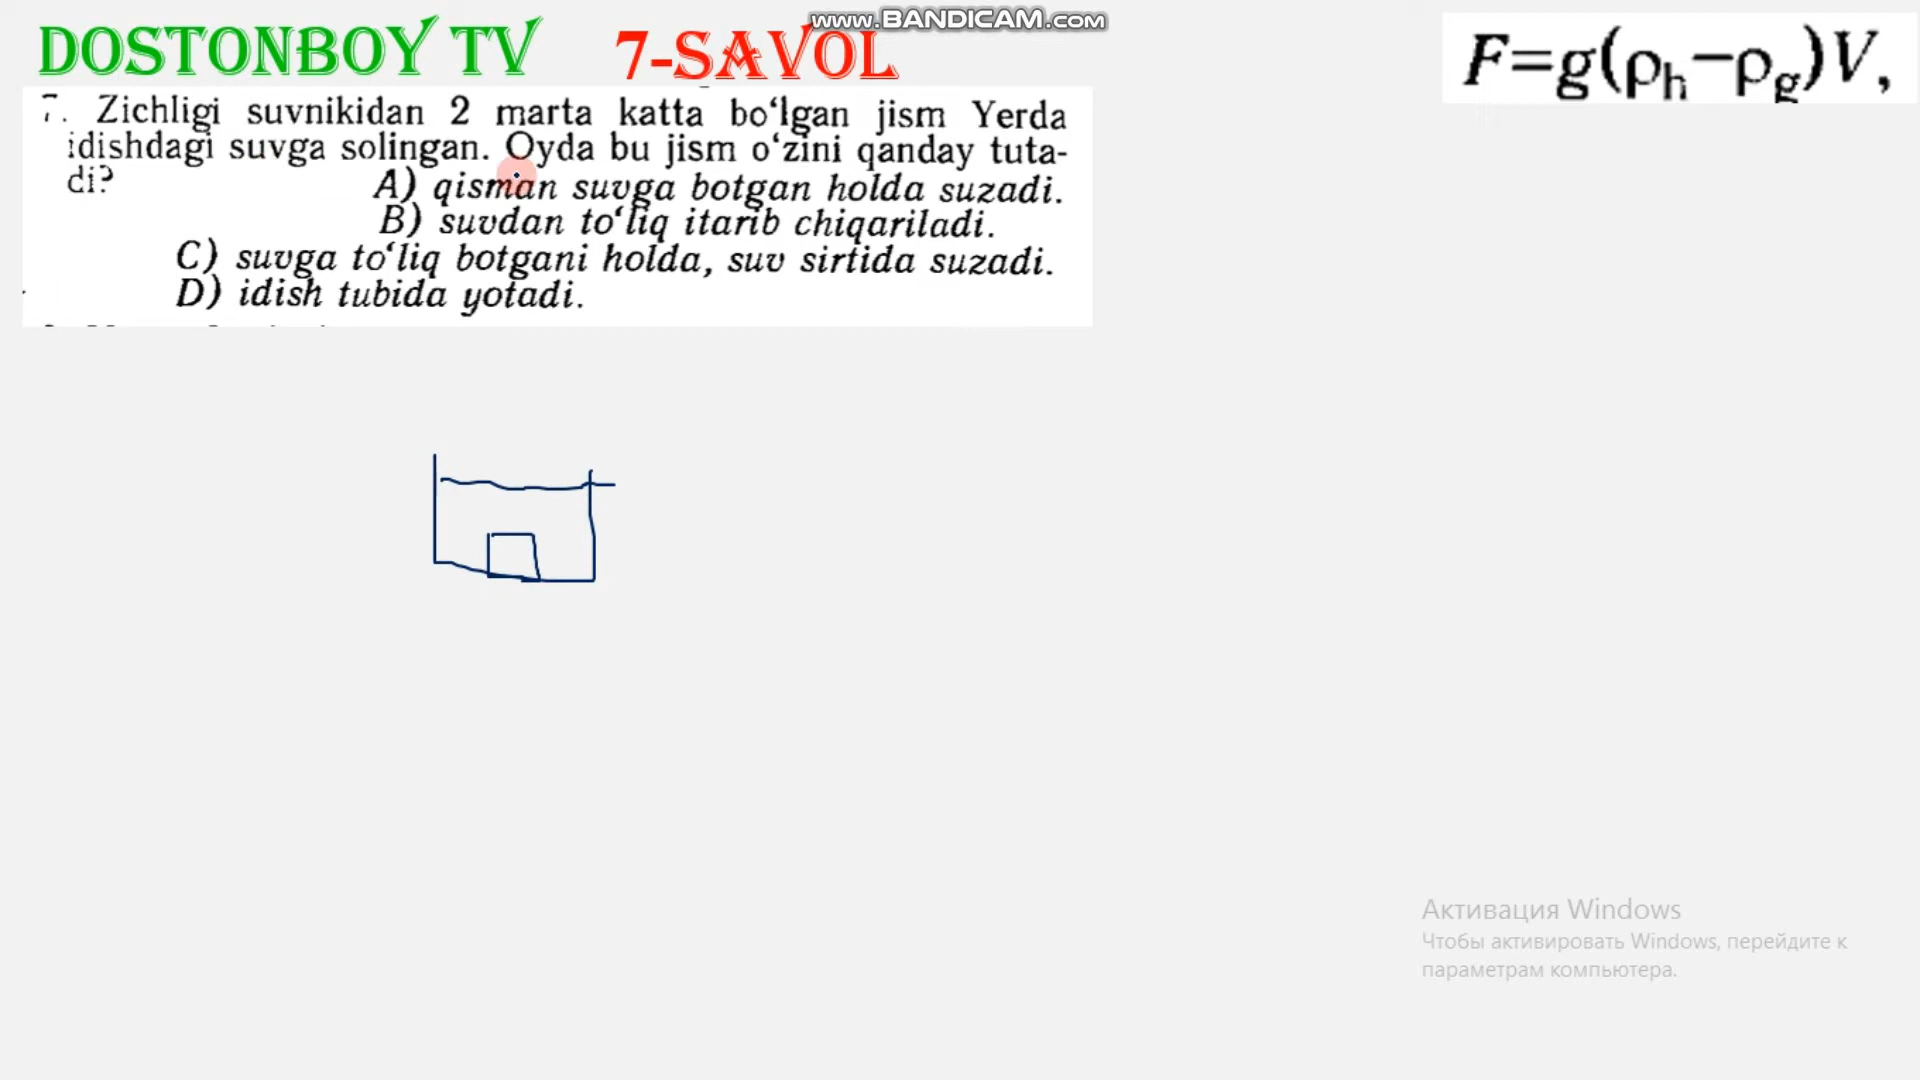 www.BANDICAM.com
DOSTONBOY TV 7-SAVOL
F=g(ρh−ρg)V,
7. Zichligi suvnikidan 2 marta katta bo‘lgan jism Yerda
idishdagi suvga solingan. Oyda bu jism o‘zini qanday tuta-
di?
A) qisman suvga botgan holda suzadi.
B) suvdan to‘liq itarib chiqariladi.
C) suvga to‘liq botgani holda, suv sirtida suzadi.
D) idish tubida yotadi.
Активация Windows
Чтобы активировать Windows, перейдите к
параметрам компьютера.